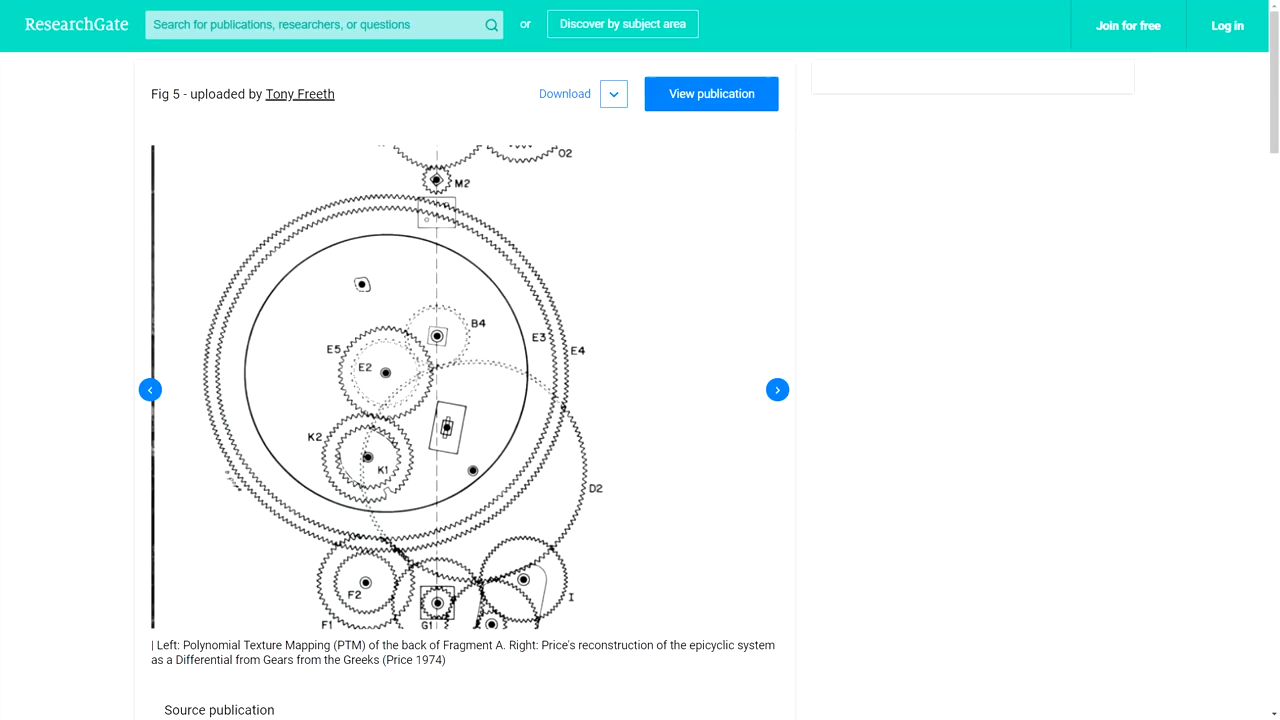 ResearchGate
Search for publications, researchers, or questions
or
Discover by subject area
Join for free
Log in
Fig 5 - uploaded by Tony Freeth
Download
View publication
O2
M2
B4
E3
E5
E4
E2
K2
K1
D2
F2
I
F1
G1
| Left: Polynomial Texture Mapping (PTM) of the back of Fragment A. Right: Price's reconstruction of the epicyclic system
as a Differential from Gears from the Greeks (Price 1974)
Source publication